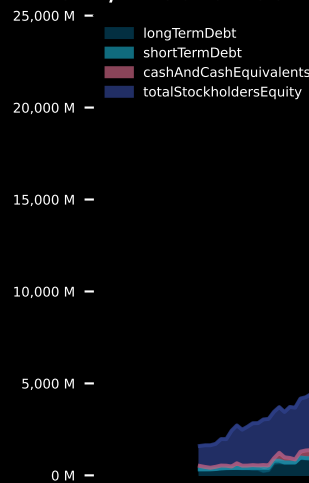 25,000 M
longTermDebt
shortTermDebt
cashAndCashEquivalents
totalStockholdersEquity
20,000 M
15,000 M
10,000 M
5,000 M
0 M